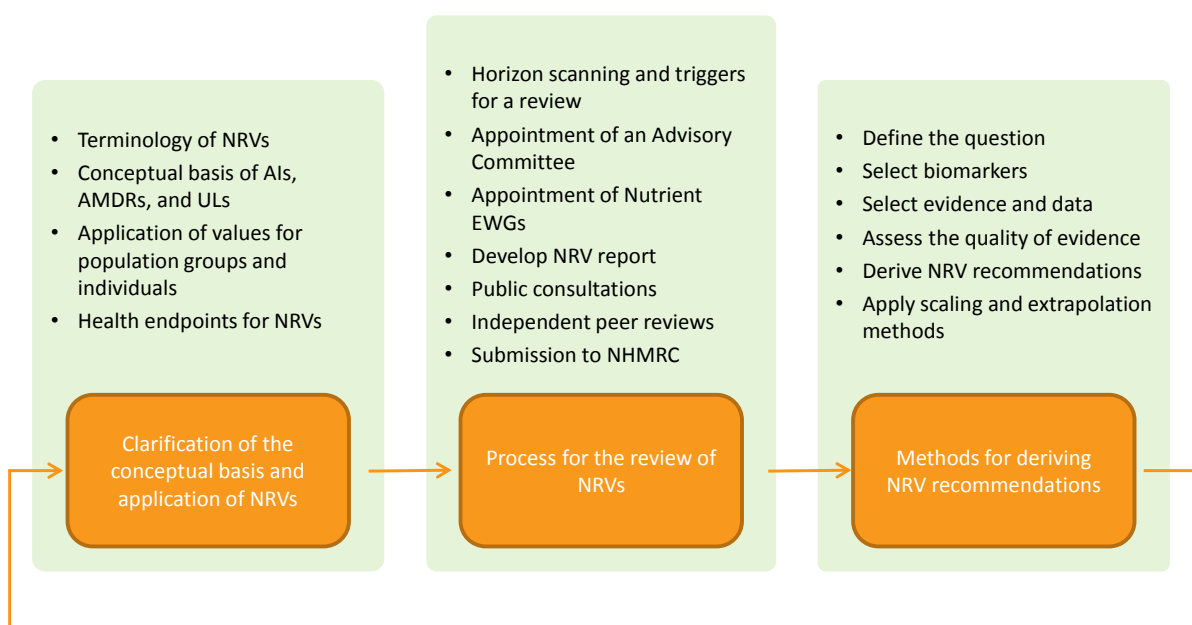 • Terminology of NRVs
• Conceptual basis of AIs,
AMDRs, and ULs
• Application of values for
population groups and
individuals
• Health endpoints for NRVs
Clarification of the
conceptual basis and
application of NRVs
• Horizon scanning and triggers
for a review
• Appointment of an Advisory
Committee
• Appointment of Nutrient
EWGs
• Develop NRV report
• Public consultations
• Independent peer reviews
• Submission to NHMRC
Process for the review of
NRVs
• Define the question
• Select biomarkers
• Select evidence and data
• Assess the quality of evidence
• Derive NRV recommendations
• Apply scaling and extrapolation
methods
Methods for deriving
NRV recommendations